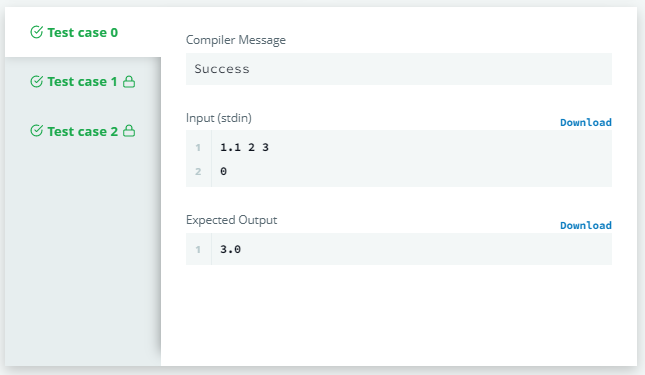 Test case 0
Test case 1
Test case 2
Compiler Message
Success
Input (stdin)
Download
1 1.1 2 3
2 0
Expected Output
Download
1 3.0